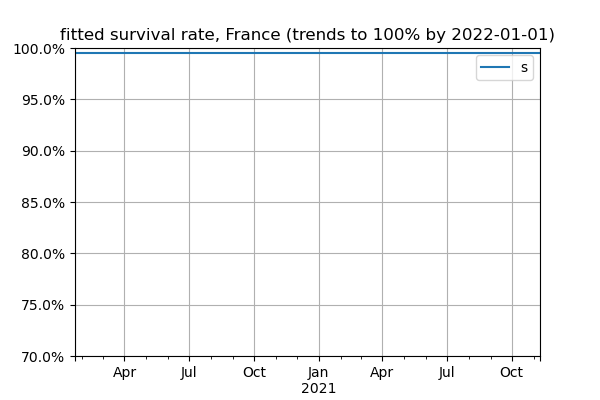 fitted survival rate, France (trends to 100% by 2022-01-01)
100.0%
s
95.0%
90.0%
85.0%
80.0%
75.0%
70.0%
Apr Jul Oct Jan Apr Jul Oct
2021